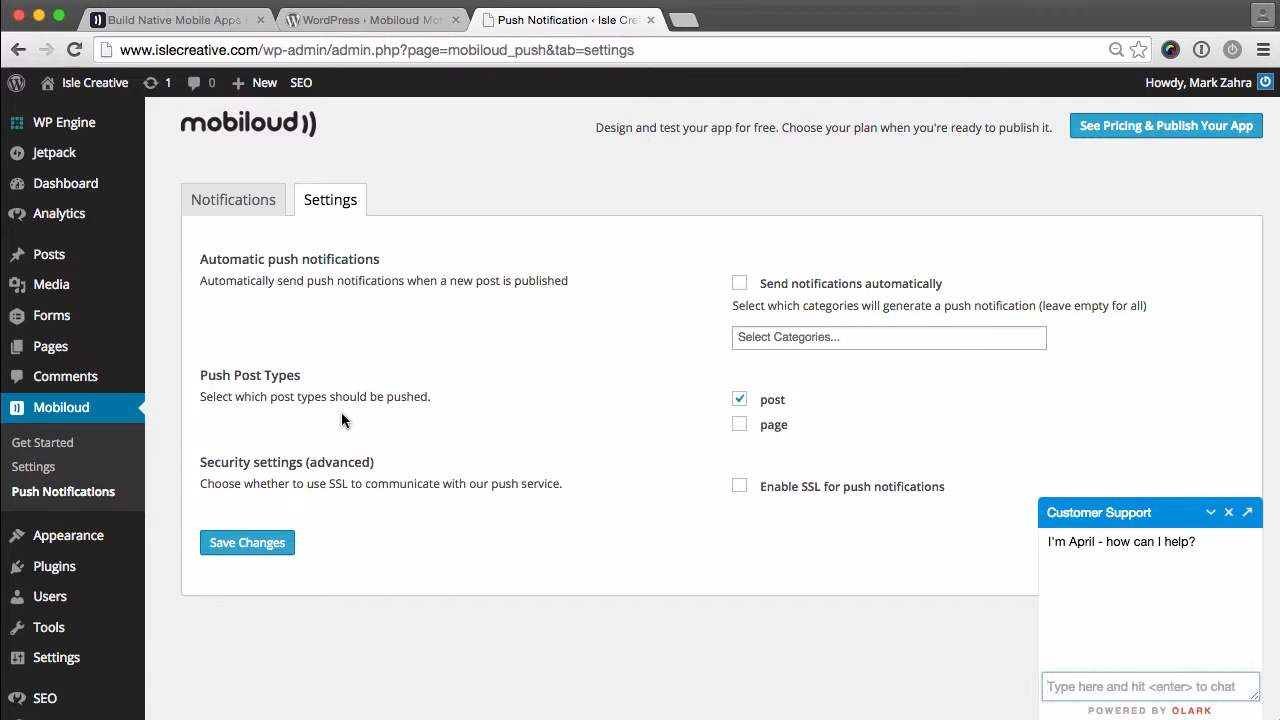 Build Native Mobile Apps
WordPress › Mobiloud Mo
Push Notification ‹ Isle Cre
www.islecreative.com/wp-admin/admin.php?page=mobiloud_push&tab=settings
Isle Creative
1
0
New
SEO
Howdy, Mark Zahra
WP Engine
Jetpack
Dashboard
Analytics
Posts
Media
Forms
Pages
Comments
Mobiloud
Get Started
Settings
Push Notifications
Appearance
Plugins
Users
Tools
Settings
SEO
mobiloud))
Design and test your app for free. Choose your plan when you're ready to publish it.
See Pricing & Publish Your App
Notifications
Settings
Automatic push notifications
Automatically send push notifications when a new post is published
Send notifications automatically
Select which categories will generate a push notification (leave empty for all)
Select Categories...
Push Post Types
Select which post types should be pushed.
post
page
Security settings (advanced)
Choose whether to use SSL to communicate with our push service.
Enable SSL for push notifications
Save Changes
Customer Support
I'm April - how can I help?
Type here and hit <enter> to chat
POWERED BY OLARK